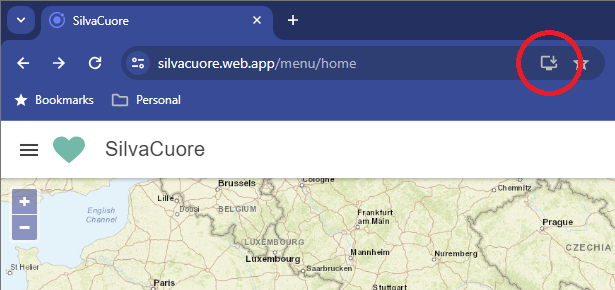 SilvaCuore
silvacuore.web.app/menu/home
Bookmarks
Personal
SilvaCuore
Brussels
Cologne
Chemnitz
Lille
Douai
BELGIUM
English
Channel
Frankfurt
am Main
Prague
LUXEMBOURG
Luxembourg
Mannheim
Nuremberg
CZECHIA
St Helier
Saarbrucken
Paris
Stuttgart